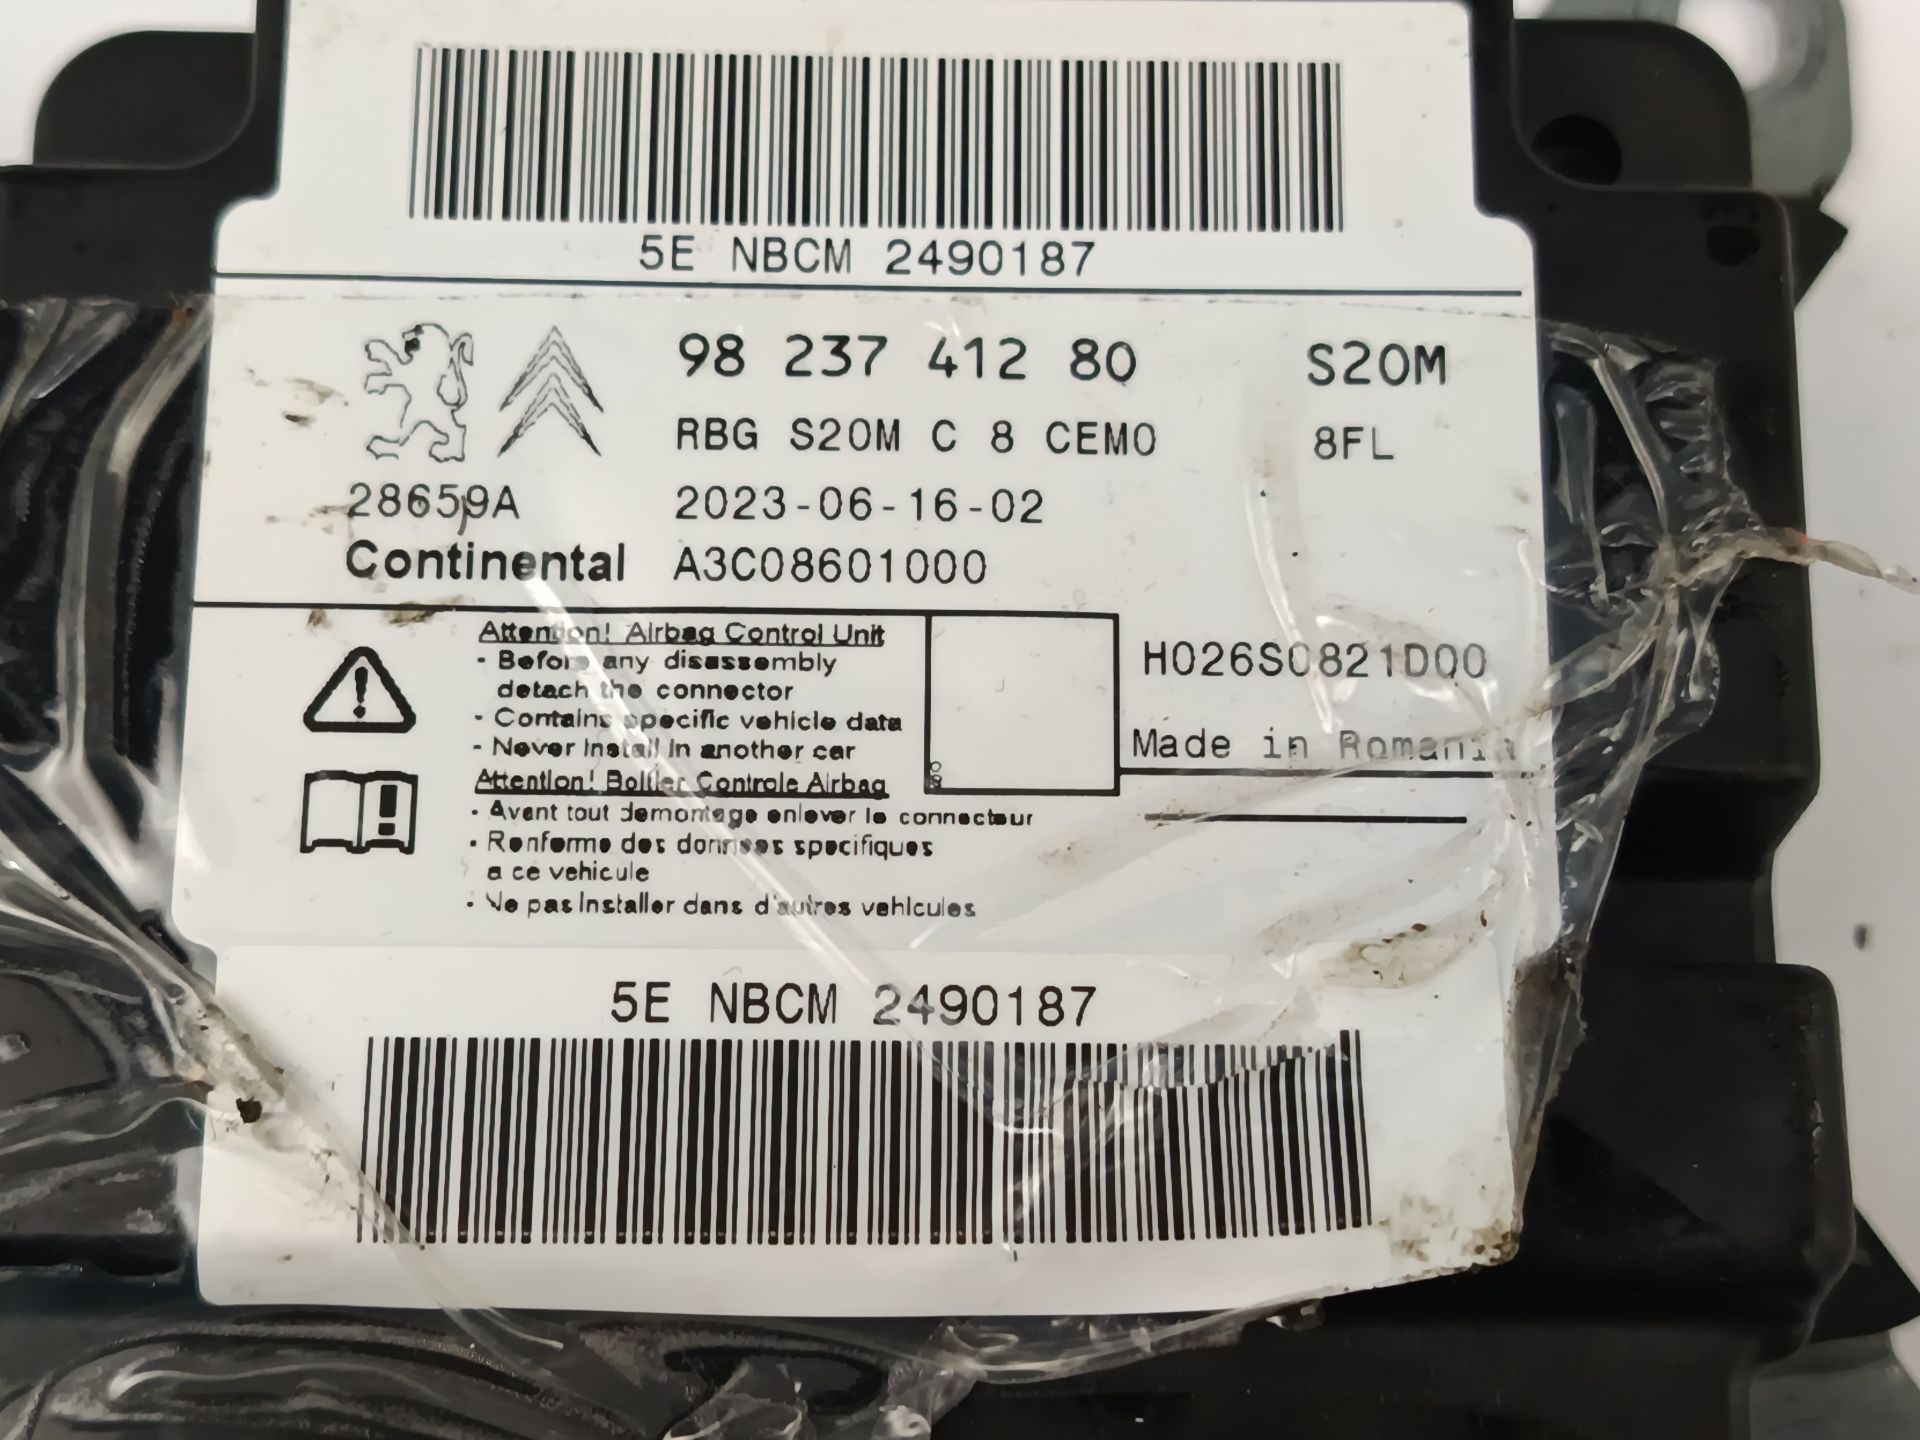 5E NBCM 2490187
98 237 412 80 S20M
RBG S20M C 8 CEMO 8FL
28659A 2023-06-16-02
Continental A3C08601000
Attention! Airbag Control Unit
- Before any disassembly
detach the connector
- Contains specific vehicle data
- Never Install In another car
H026S0821D00
Made in Romania
Attention! Boitier Controle Airbag
- Avant tout demontage enlever le connecteur
- Renferme des donnees specifiques
a ce vehicule
- Ne pas Installer dans d'autres vehicules
5E NBCM 2490187